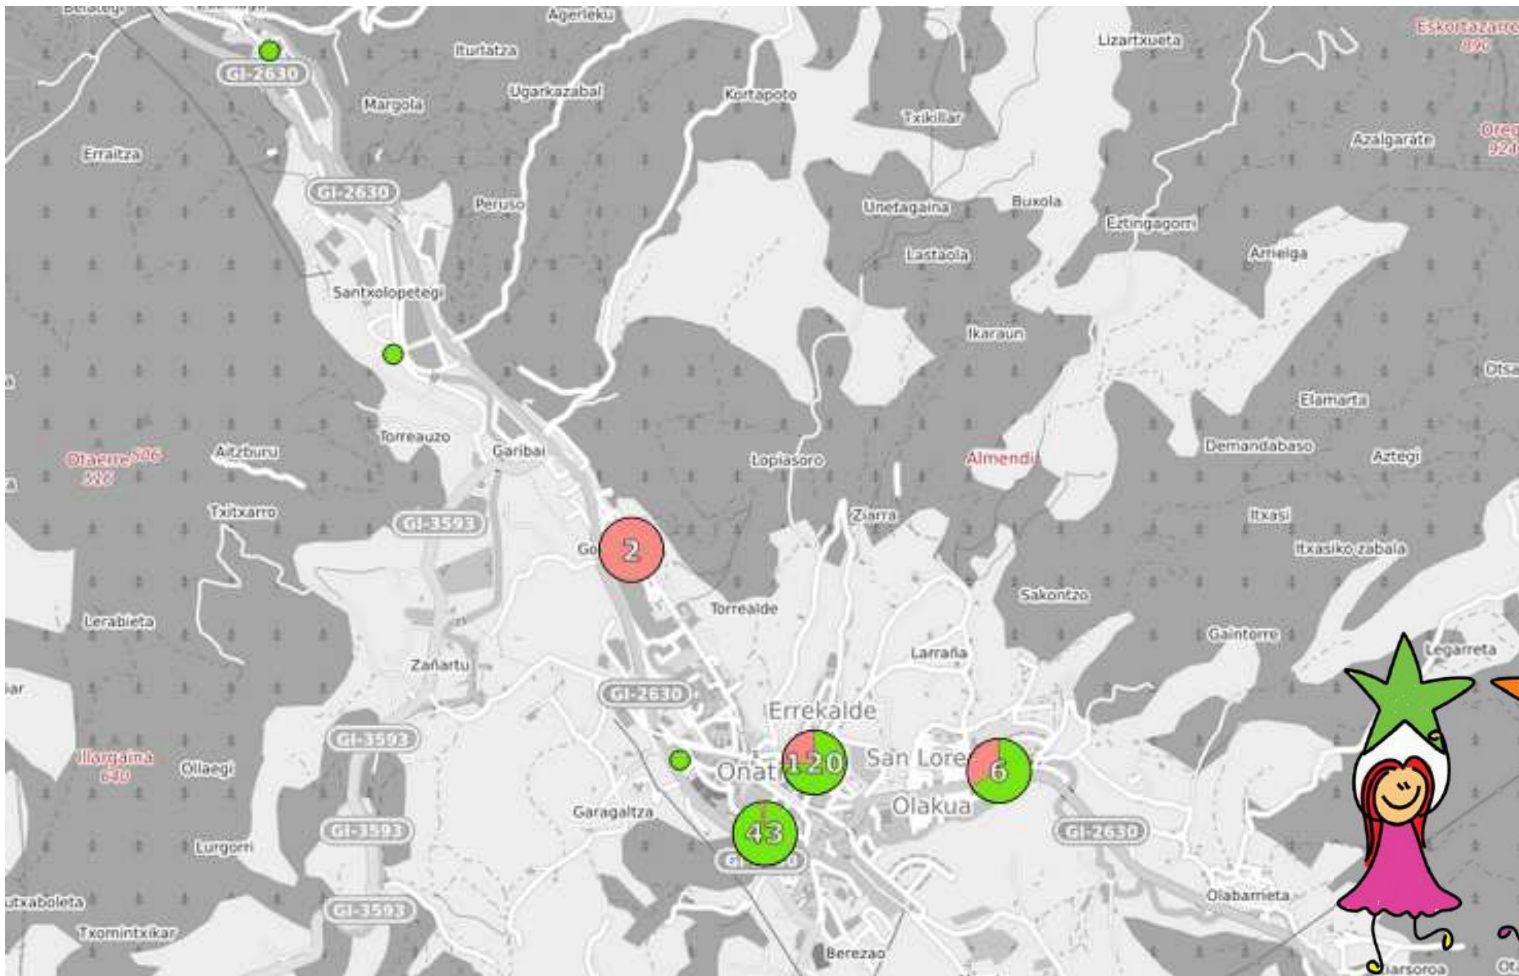 Agerleku
Iturlatza
Lizartxueta
GI-2630
Ugarkazabal
Kortapoto
Margola
Txikillar
Azalgarate
Erraitza
924
GI-2630
Peruso
Unetagaina
Buxola
Eztingagorri
Lastaola
Arrieiga
Santxolopetegi
Ikaraun
Elamarta
Torreauzo
Garibai
Aitzburu
Lopiasoro
Almendi
Demandabaso
Aztegi
Txitxarro
GI-3593
Ziarra
Itxasi
2
Itxasiko zabala
Lerabieta
Torrealde
Sakontzo
Gaintorre
Zañartu
Larraña
Legarreta
GI-2630
Errekalde
GI-3593
Illargaina
640
Ollaegi
120
San Lore
6
Garagaltza
Olakua
GI-3593
43
GI-2630
Lurgorri
Olabarrieta
GI-3593
Txomintxikar
Berezao